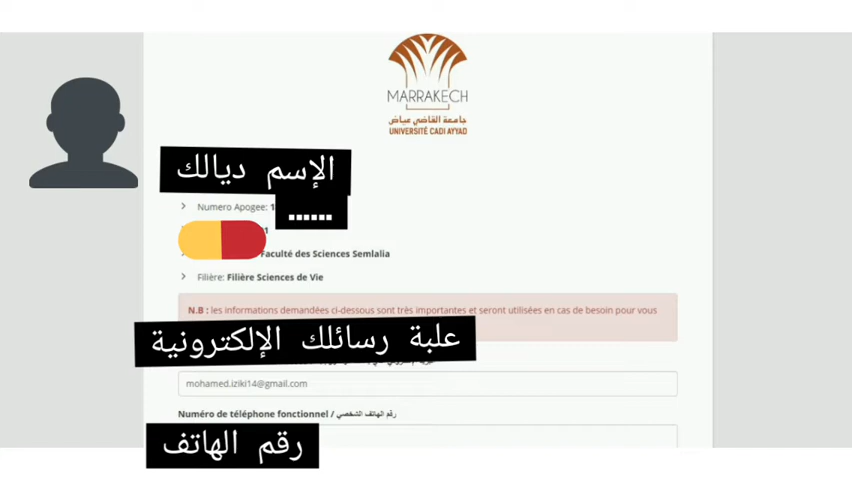 MARRAKECH
جامعة القاضي عياض
UNIVERSITÉ CADI AYYAD
الإسم ديالك
Numero Apogee: 1
......
1
Faculté des Sciences Semlalia
Filière: Filière Sciences de Vie
N.B : les informations demandées ci-dessous sont très importantes et seront utilisées en cas de besoin pour vous
علبة رسائلك الإلكترونية
mohamed.iziki14@gmail.com
Numéro de téléphone fonctionnel / رقم الهاتف الشخصي
رقم الهاتف